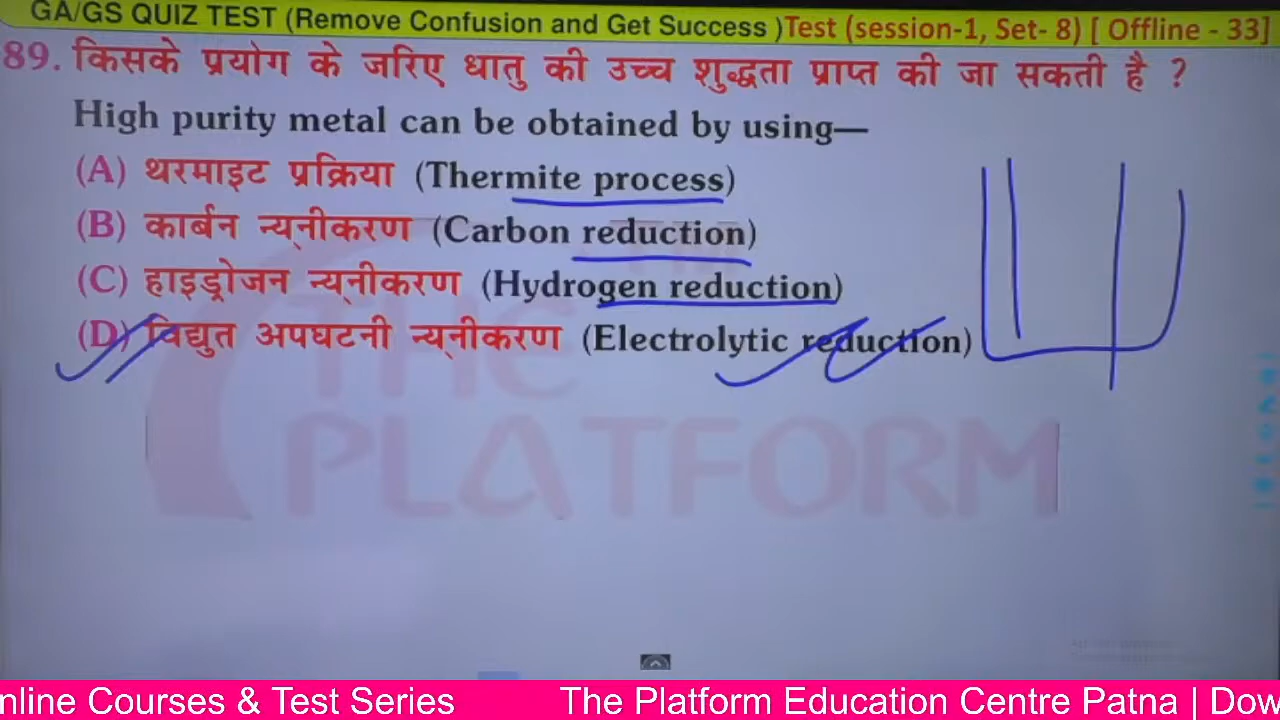 GA/GS QUIZ TEST (Remove Confusion and Get Success )Test (session-1, Set- 8) [ Offline - 33]
89. किसके प्रयोग के जरिए धातु की उच्च शुद्धता प्राप्त की जा सकती है ?
High purity metal can be obtained by using—
(A) थरमाइट प्रक्रिया (Thermite process)
(B) कार्बन न्यूनीकरण (Carbon reduction)
(C) हाइड्रोजन न्यूनीकरण (Hydrogen reduction)
(D) विद्युत अपघटनी न्यूनीकरण (Electrolytic reduction)
THE
PLATFORM
nline Courses & Test Series The Platform Education Centre Patna | Dow